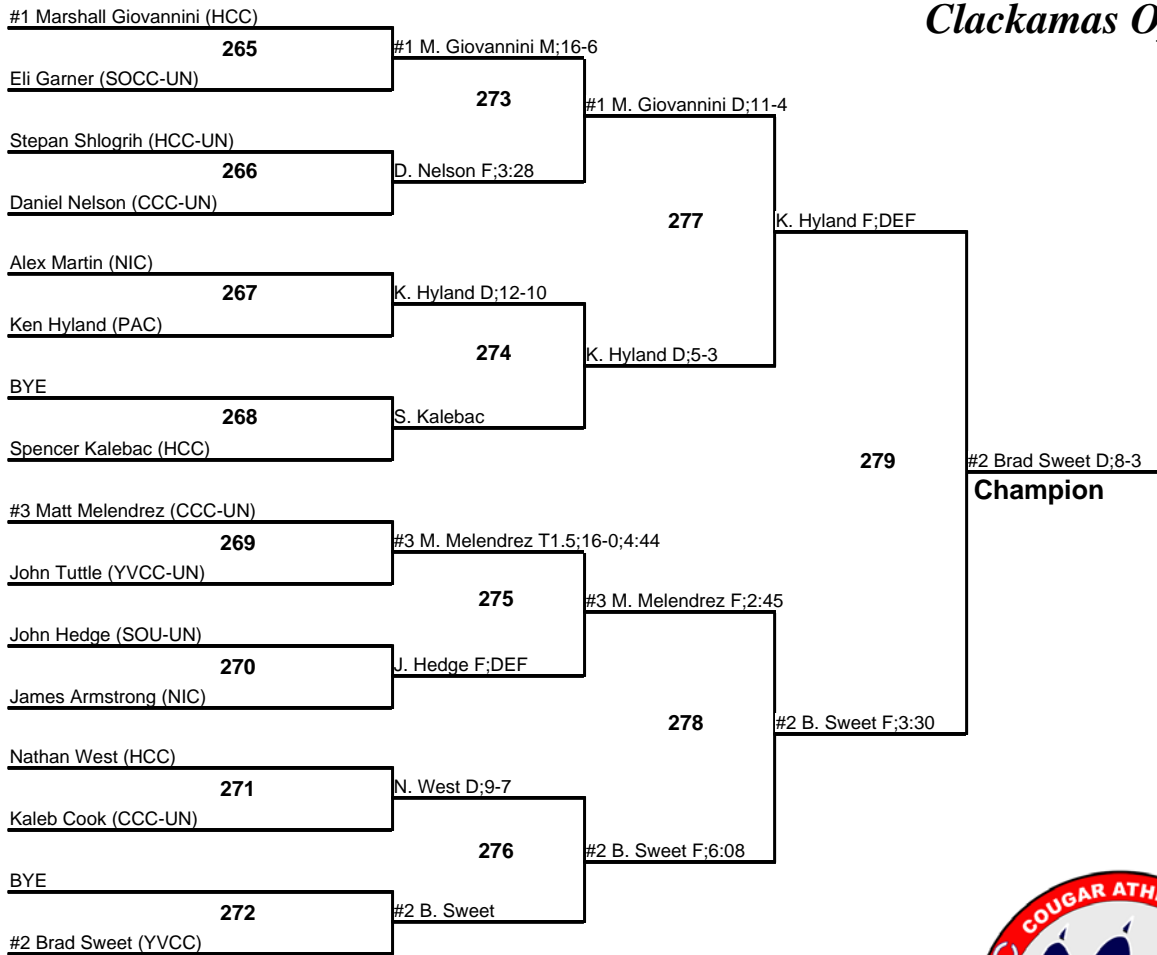 Clackamas
#1 Marshall Giovannini (HCC)
265
#1 M. Giovannini M;16-6
Eli Garner (SOCC-UN)
273
#1 M. Giovannini D;11-4
Stepan Shlogrih (HCC-UN)
266
D. Nelson F;3:28
Daniel Nelson (CCC-UN)
277
K. Hyland F;DEF
Alex Martin (NIC)
267
K. Hyland D;12-10
Ken Hyland (PAC)
274
K. Hyland D;5-3
BYE
268
S. Kalebac
Spencer Kalebac (HCC)
279
#2 Brad Sweet D;8-3
Champion
#3 Matt Melendrez (CCC-UN)
269
#3 M. Melendrez T1.5;16-0;4:44
John Tuttle (YVCC-UN)
275
#3 M. Melendrez F;2:45
John Hedge (SOU-UN)
270
J. Hedge F;DEF
James Armstrong (NIC)
278
#2 B. Sweet F;3:30
Nathan West (HCC)
271
N. West D;9-7
Kaleb Cook (CCC-UN)
276
#2 B. Sweet F;6:08
BYE
272
#2 B. Sweet
#2 Brad Sweet (YVCC)
COUGAR